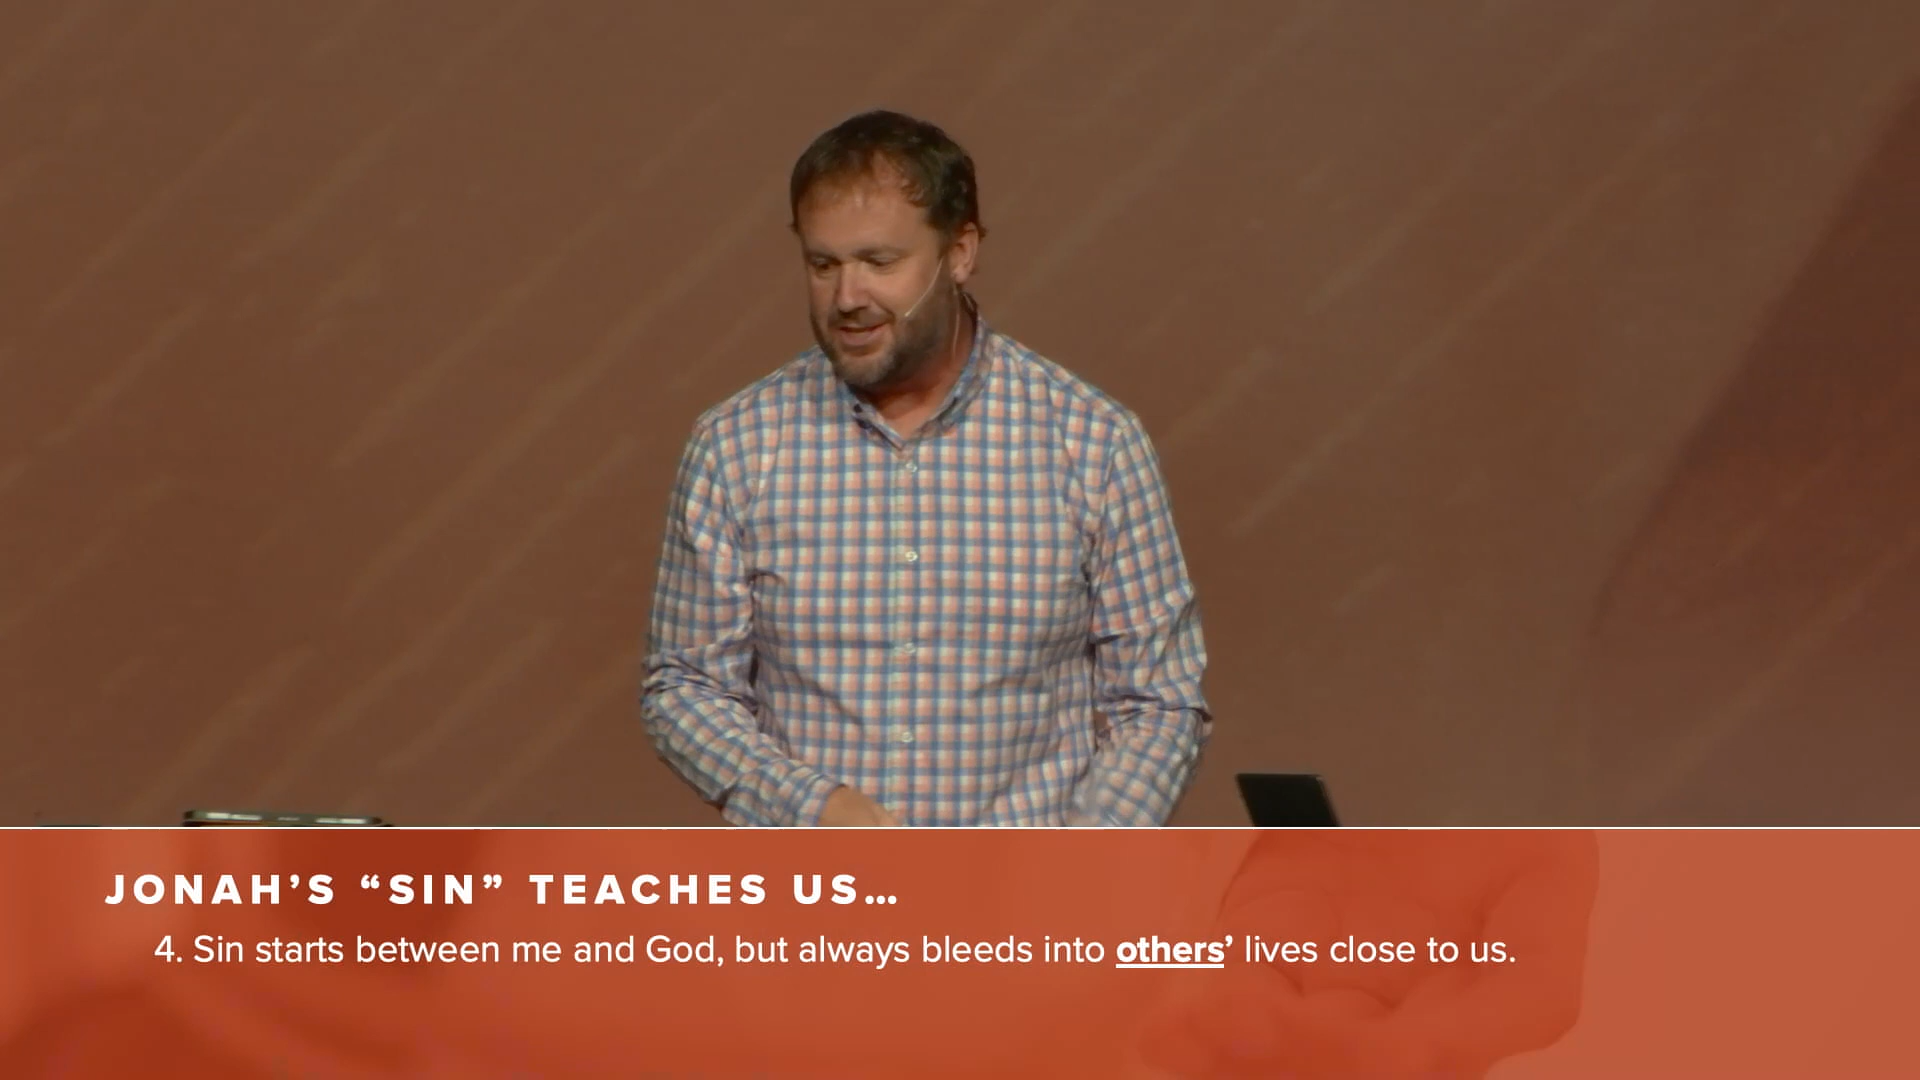 JONAH’S “SIN” TEACHES US…
4. Sin starts between me and God, but always bleeds into others’ lives close to us.